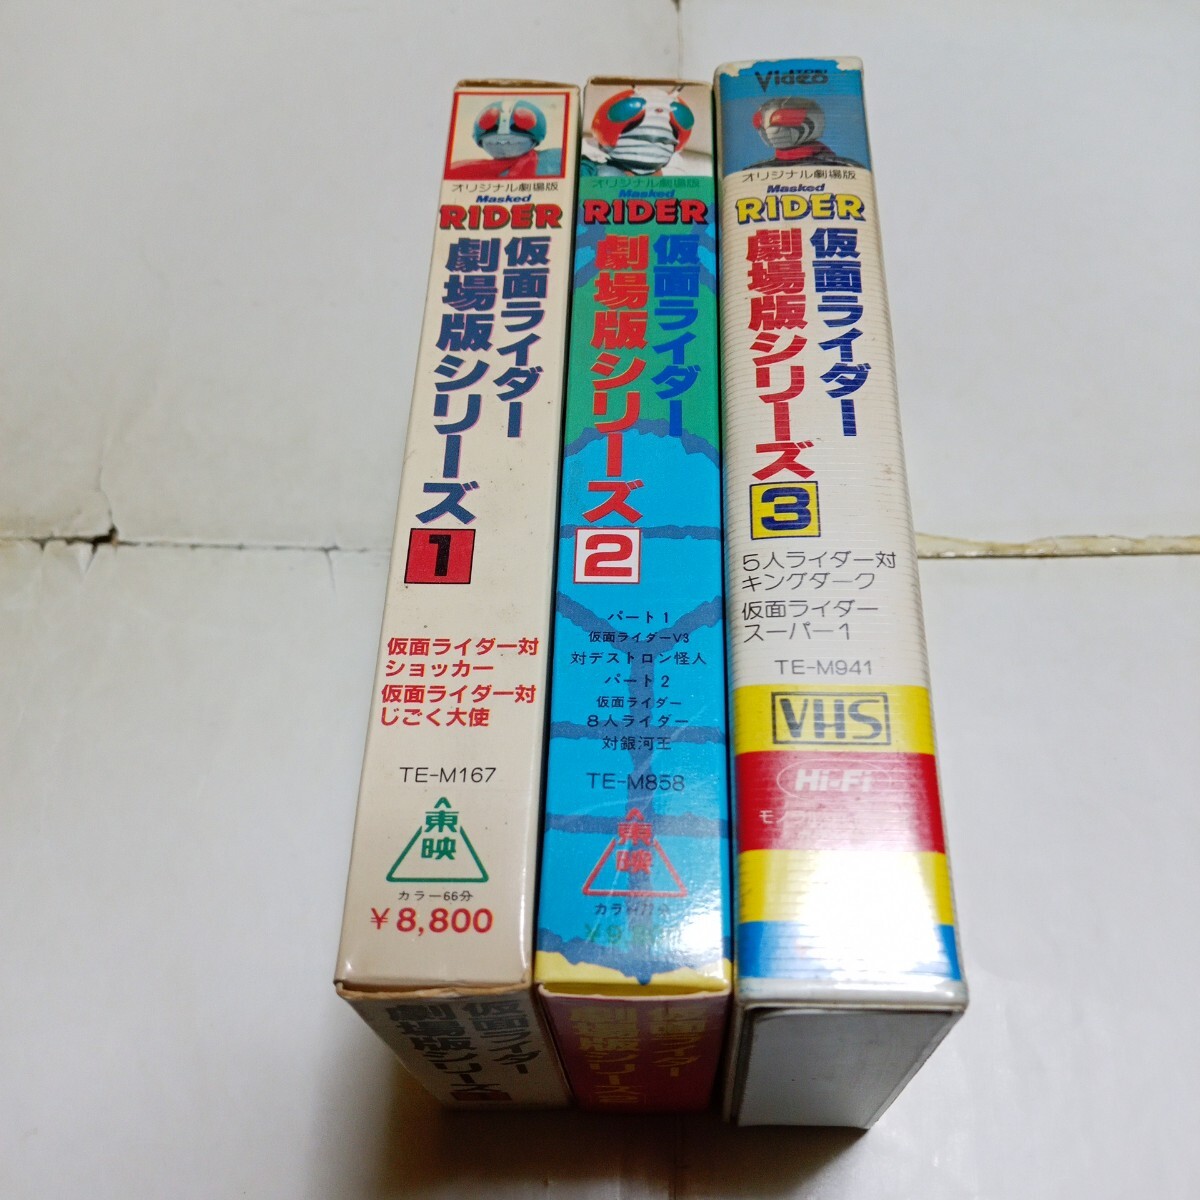 オリジナル劇場版
Masked
RIDER
仮面ライダー
劇場版シリーズ
1
仮面ライダー対
ショッカー
仮面ライダー対
じごく大使
TE-M167
東映
カラー66分
¥8,800
仮面ライダー
劇場版シリーズ
オリジナル劇場版
Masked
RIDER
仮面ライダー
劇場版シリーズ
2
パート1
仮面ライダーV3
対デストロン怪人
パート2
仮面ライダー
8人ライダー
対銀河王
TE-M858
東映
仮面ライダー
劇場版シリーズ2
Video
オリジナル劇場版
Masked
RIDER
仮面ライダー
劇場版シリーズ
3
5人ライダー対
キングダーク
仮面ライダー
スーパー1
TE-M941
VHS
Hi-Fi